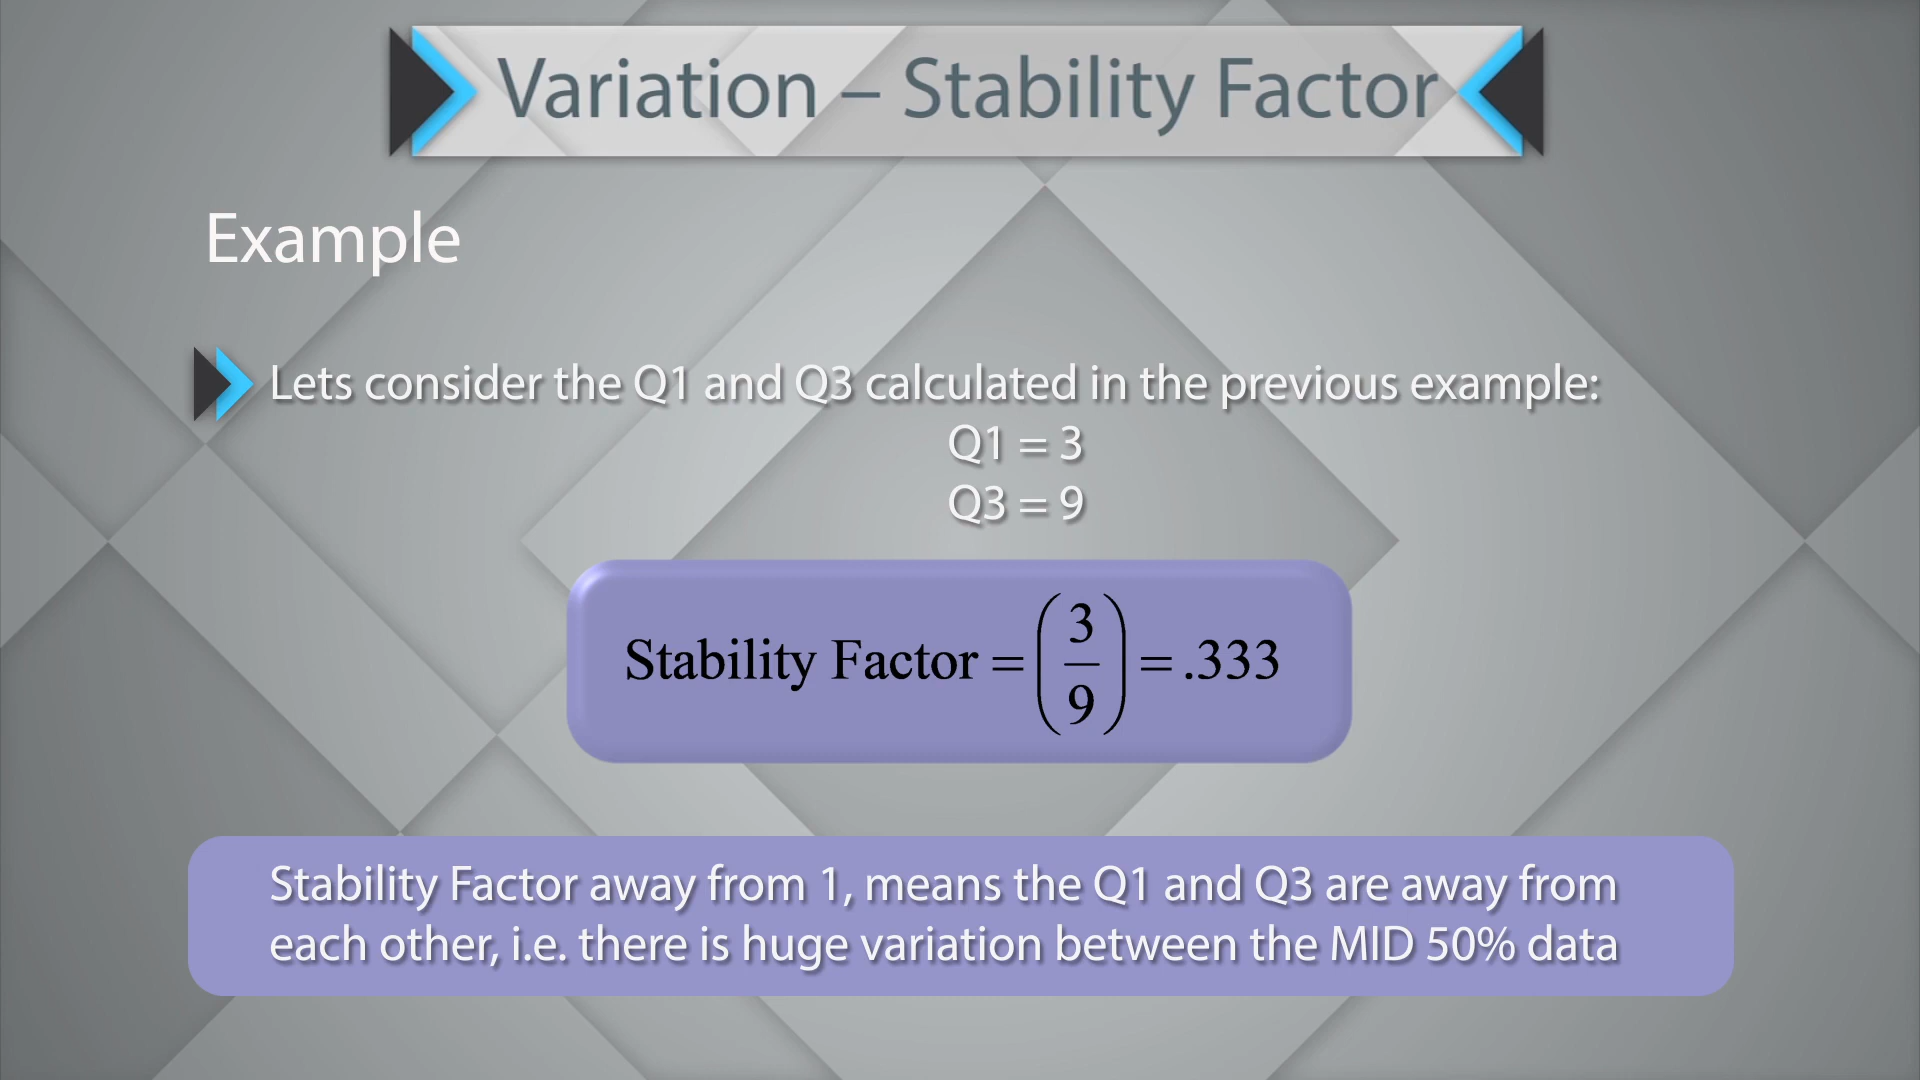 Variation – Stability Factor
Example
Lets consider the Q1 and Q3 calculated in the previous example:
Q1 = 3
Q3 = 9
Stability Factor = (3/9) = .333
Stability Factor away from 1, means the Q1 and Q3 are away from
each other, i.e. there is huge variation between the MID 50% data